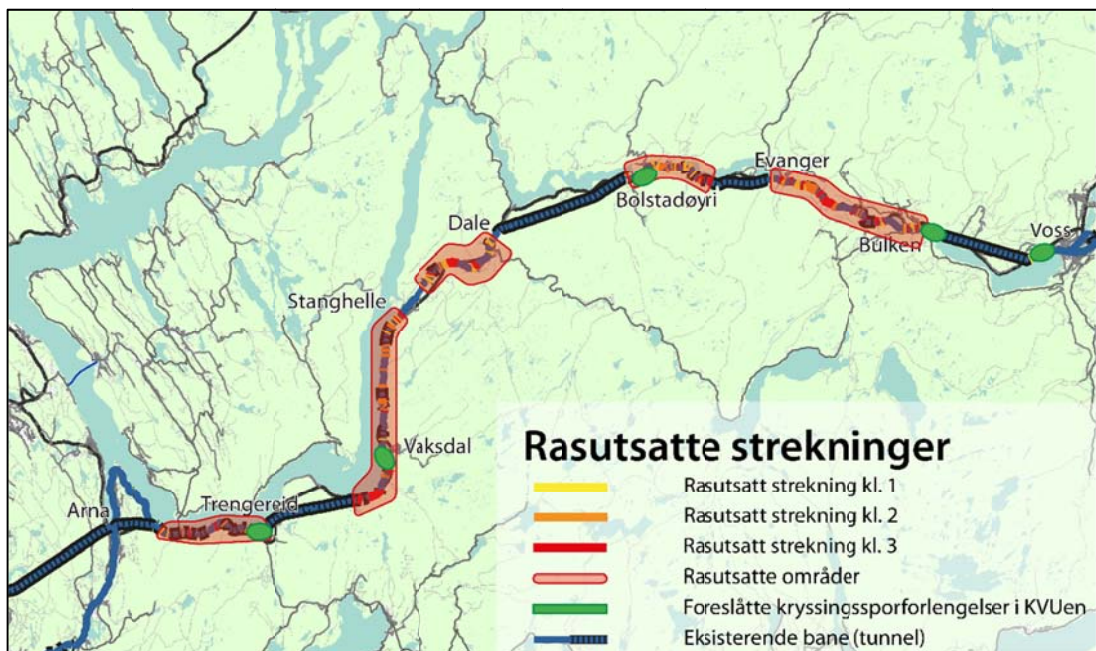 Evanger
Bolstadøyri
Dale
Bulken
Voss
Stanghelle
Vaksdal
Trengereid
Arna
Rasutsatte strekninger
Rasutsatt strekning kl. 1
Rasutsatt strekning kl. 2
Rasutsatt strekning kl. 3
Rasutsatte områder
Foreslåtte kryssingssporforlengelser i KVUen
Eksisterende bane (tunnel)